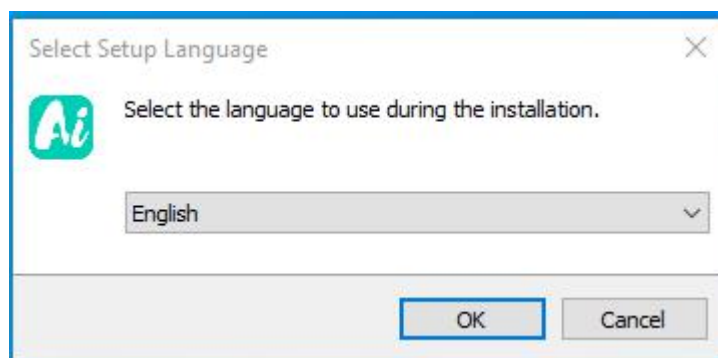 Select Setup Language
Ai
Select the language to use during the installation.
English
OK
Cancel